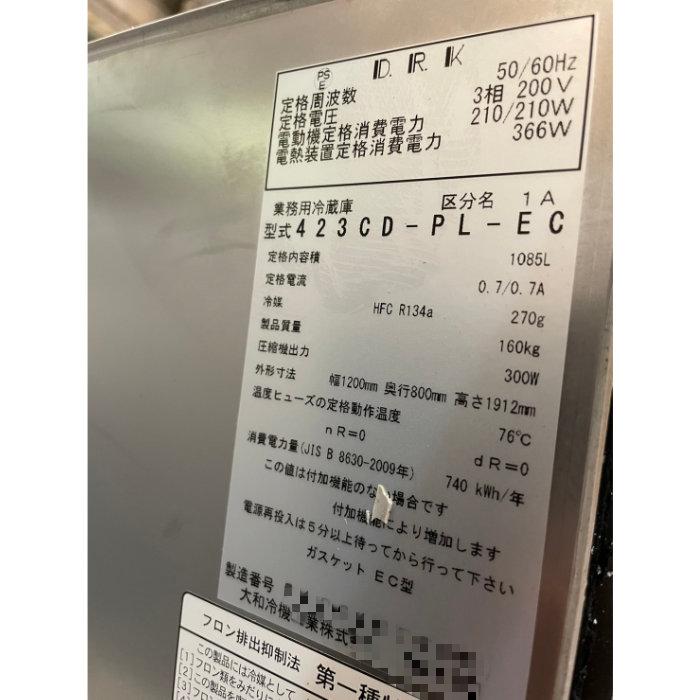 PS
E
D.R.K
定格周波数 50/60Hz
定格電圧 3相 200V
電動機定格消費電力 210/210W
電熱装置定格消費電力 366W
業務用冷蔵庫 区分名 1A
型式 423CD-PL-EC
定格内容積 1085L
定格電流 0.7/0.7A
冷媒 HFC R134a 270g
製品質量 160kg
圧縮機出力 300W
外形寸法 幅1200mm 奥行800mm 高さ1912mm
温度ヒューズの定格動作温度 76℃
nR=0 dR=0
消費電力量(JIS B 8630-2009年) 740 kWh/年
この値は付加機能のな場合です
付加機能により増加します
電源再投入は5分以上待ってから行って下さい
ガスケット EC型
製造番号
大和冷機 業株式
フロン排出抑制法 第一種
この製品には冷媒として
[1]フロン類をみだりに
[2]この製品を
[3]フロ